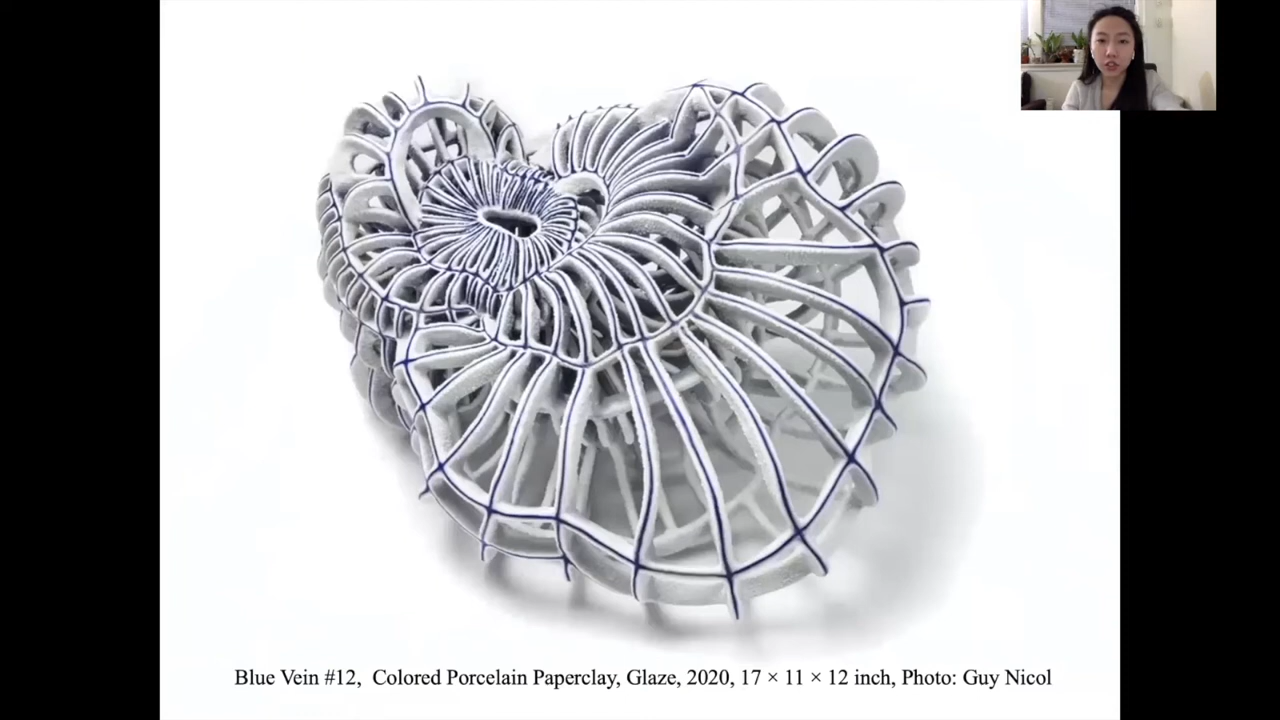 Blue Vein #12, Colored Porcelain Paperclay, Glaze, 2020, 17 × 11 × 12 inch, Photo: Guy Nicol